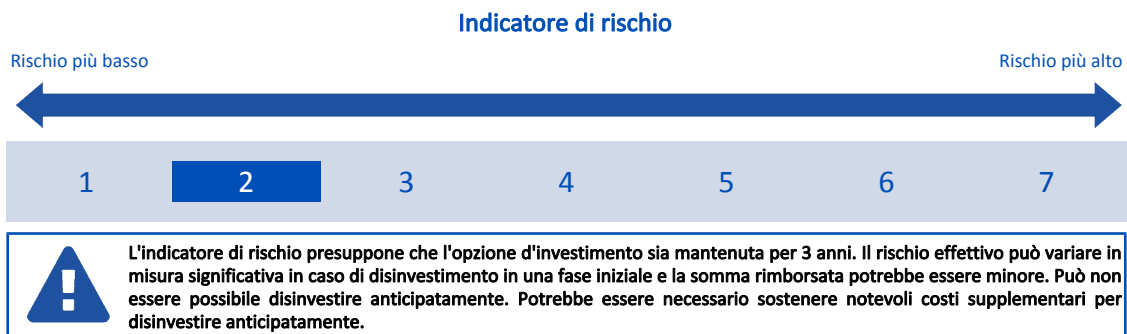 Indicatore di rischio
Rischio più basso
Rischio più alto
1 2 3 4 5 6 7
L'indicatore di rischio presuppone che l'opzione d'investimento sia mantenuta per 3 anni. Il rischio effettivo può variare in
misura significativa in caso di disinvestimento in una fase iniziale e la somma rimborsata potrebbe essere minore. Può non
essere possibile disinvestire anticipatamente. Potrebbe essere necessario sostenere notevoli costi supplementari per
disinvestire anticipatamente.